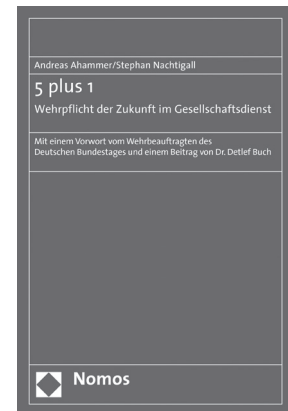 Andreas Ahammer/Stephan Nachtigall
5 plus 1
Wehrpflicht der Zukunft im Gesellschaftsdienst
Mit einem Vorwort vom Wehrbeauftragten des
Deutschen Bundestages und einem Beitrag von Dr. Detlef Buch
Nomos